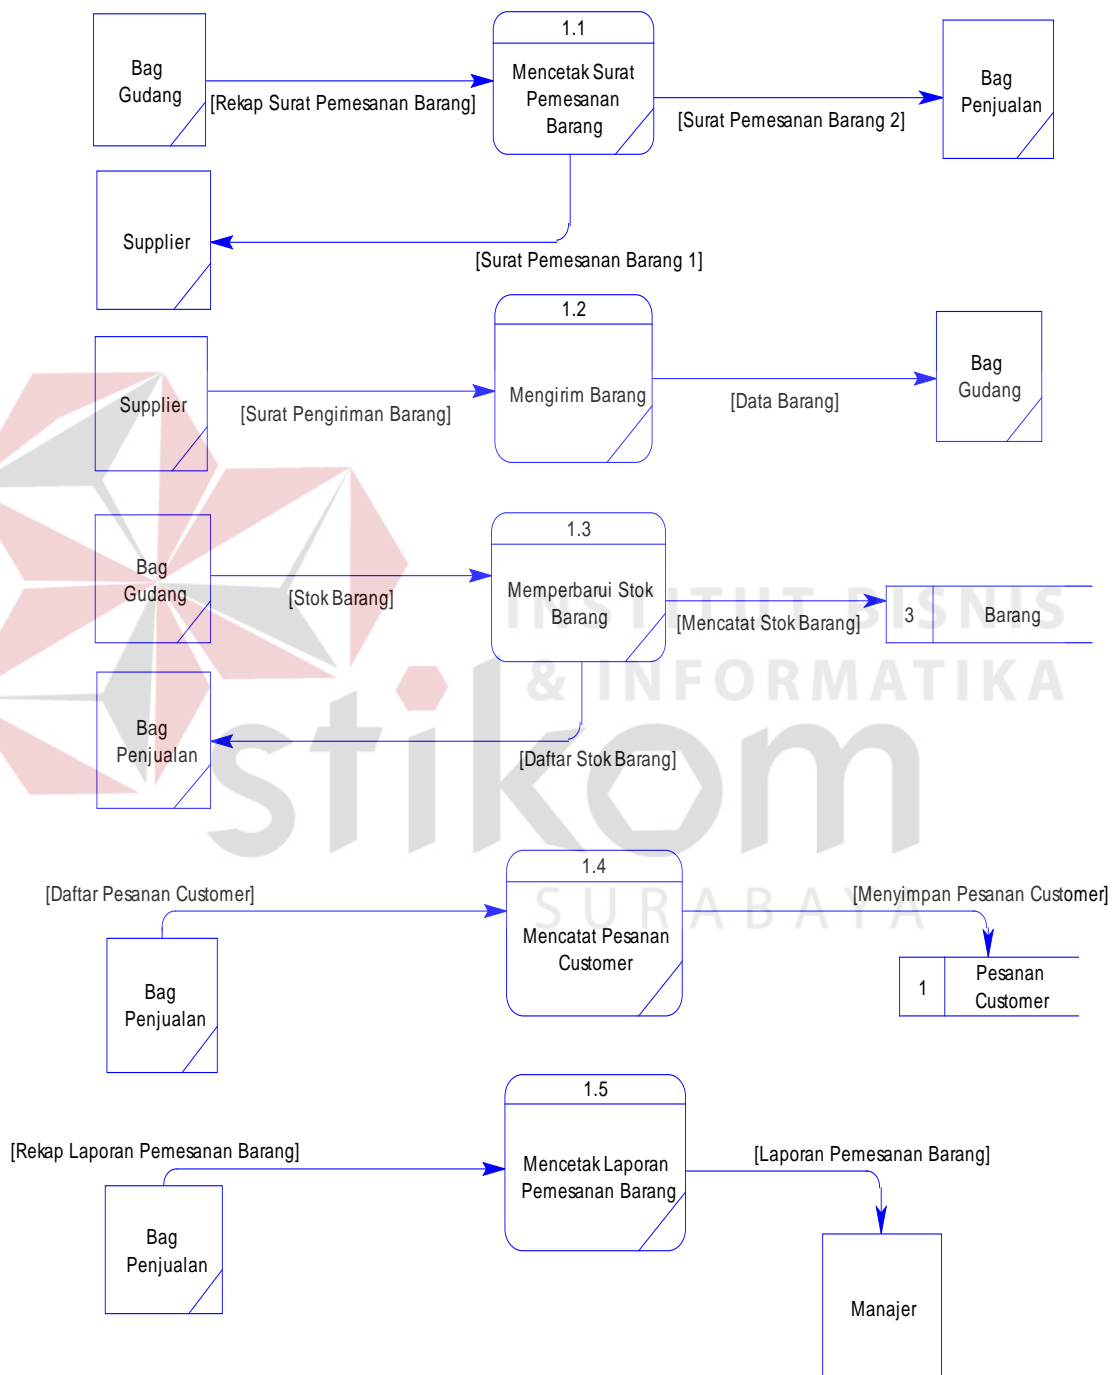 1.1
Bag
Gudang
[Rekap Surat Pemesanan Barang]
Mencetak Surat
Pemesanan
Barang
[Surat Pemesanan Barang 2]
Bag
Penjualan
Supplier
[Surat Pemesanan Barang 1]
1.2
Supplier
[Surat Pengiriman Barang]
Mengirim Barang
[Data Barang]
Bag
Gudang
1.3
Bag
Gudang
[Stok Barang]
Memperbarui Stok
Barang
[Mencatat Stok Barang]
3
Barang
INSTITUT BISNIS
& INFORMATIKA
stikom
SURABAYA
Bag
Penjualan
[Daftar Stok Barang]
1.4
[Daftar Pesanan Customer]
Mencatat Pesanan
Customer
[Menyimpan Pesanan Customer]
1
Pesanan
Customer
Bag
Penjualan
1.5
[Rekap Laporan Pemesanan Barang]
Mencetak Laporan
Pemesanan Barang
[Laporan Pemesanan Barang]
Bag
Penjualan
Manajer